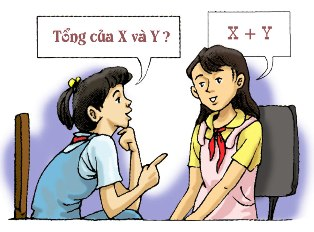 Tổng của X và Y ?
X + Y